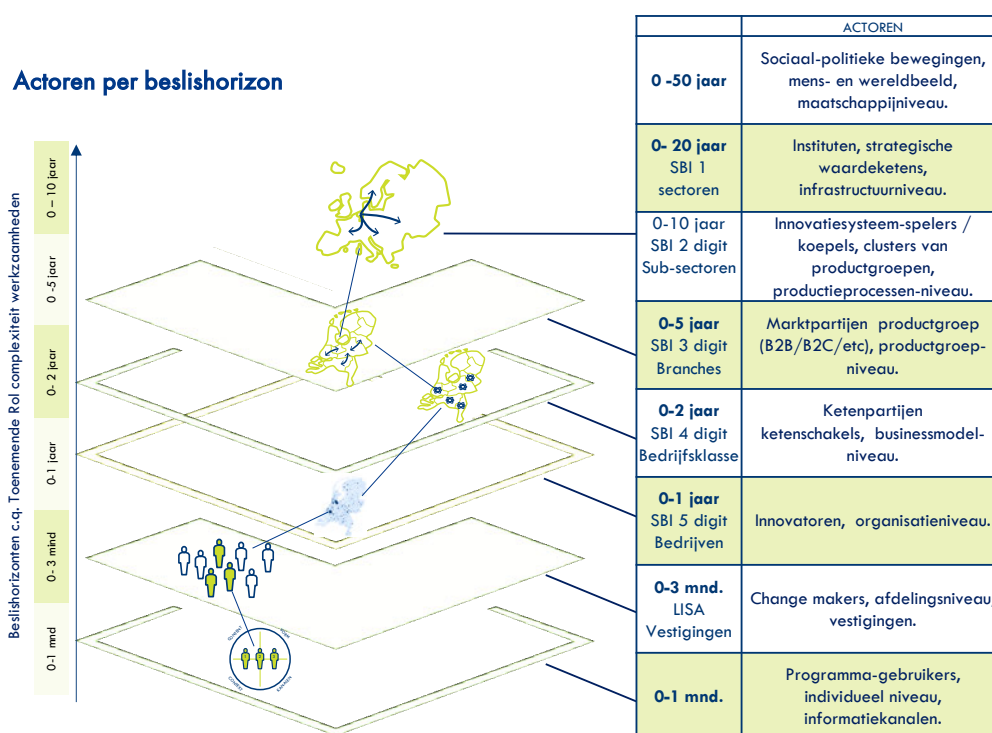 Actoren per beslishorizon
Beslishorizonten c.q. Toenemende Rol complexiteit werkzaamheden
0 – 10 jaar
0 -5 jaar
0- 2 jaar
0-1 jaar
0- 3 mind
0-1 mnd
ACTOREN
0 -50 jaar
Sociaal-politieke bewegingen,
mens- en wereldbeeld,
maatschappijniveau.
0- 20 jaar
SBI 1
sectoren
Instituten, strategische
waardeketens,
infrastructuurniveau.
0-10 jaar
SBI 2 digit
Sub-sectoren
Innovatiesysteem-spelers /
koepels, clusters van
productgroepen,
productieprocessen-niveau.
0-5 jaar
SBI 3 digit
Branches
Marktpartijen productgroep
(B2B/B2C/etc), productgroep-
niveau.
0-2 jaar
SBI 4 digit
Bedrijfsklasse
Ketenpartijen
ketenschakels, businessmodel-
niveau.
0-1 jaar
SBI 5 digit
Bedrijven
Innovatoren, organisatieniveau.
0-3 mnd.
LISA
Vestigingen
Change makers, afdelingsniveau,
vestigingen.
0-1 mnd.
Programma-gebruikers,
individueel niveau,
informatiekanalen.